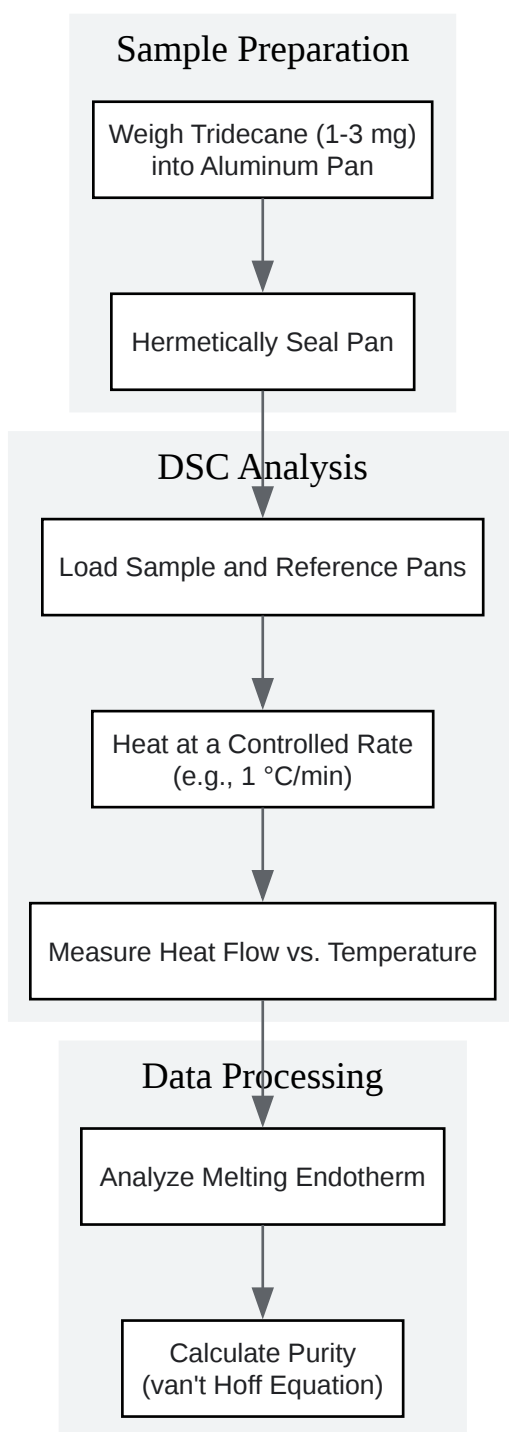 Sample Preparation
Weigh Tridecane (1-3 mg)
into Aluminum Pan
Hermetically Seal Pan
DSC Analysis
Load Sample and Reference Pans
Heat at a Controlled Rate
(e.g., 1 °C/min)
Measure Heat Flow vs. Temperature
Data Processing
Analyze Melting Endotherm
Calculate Purity
(van't Hoff Equation)